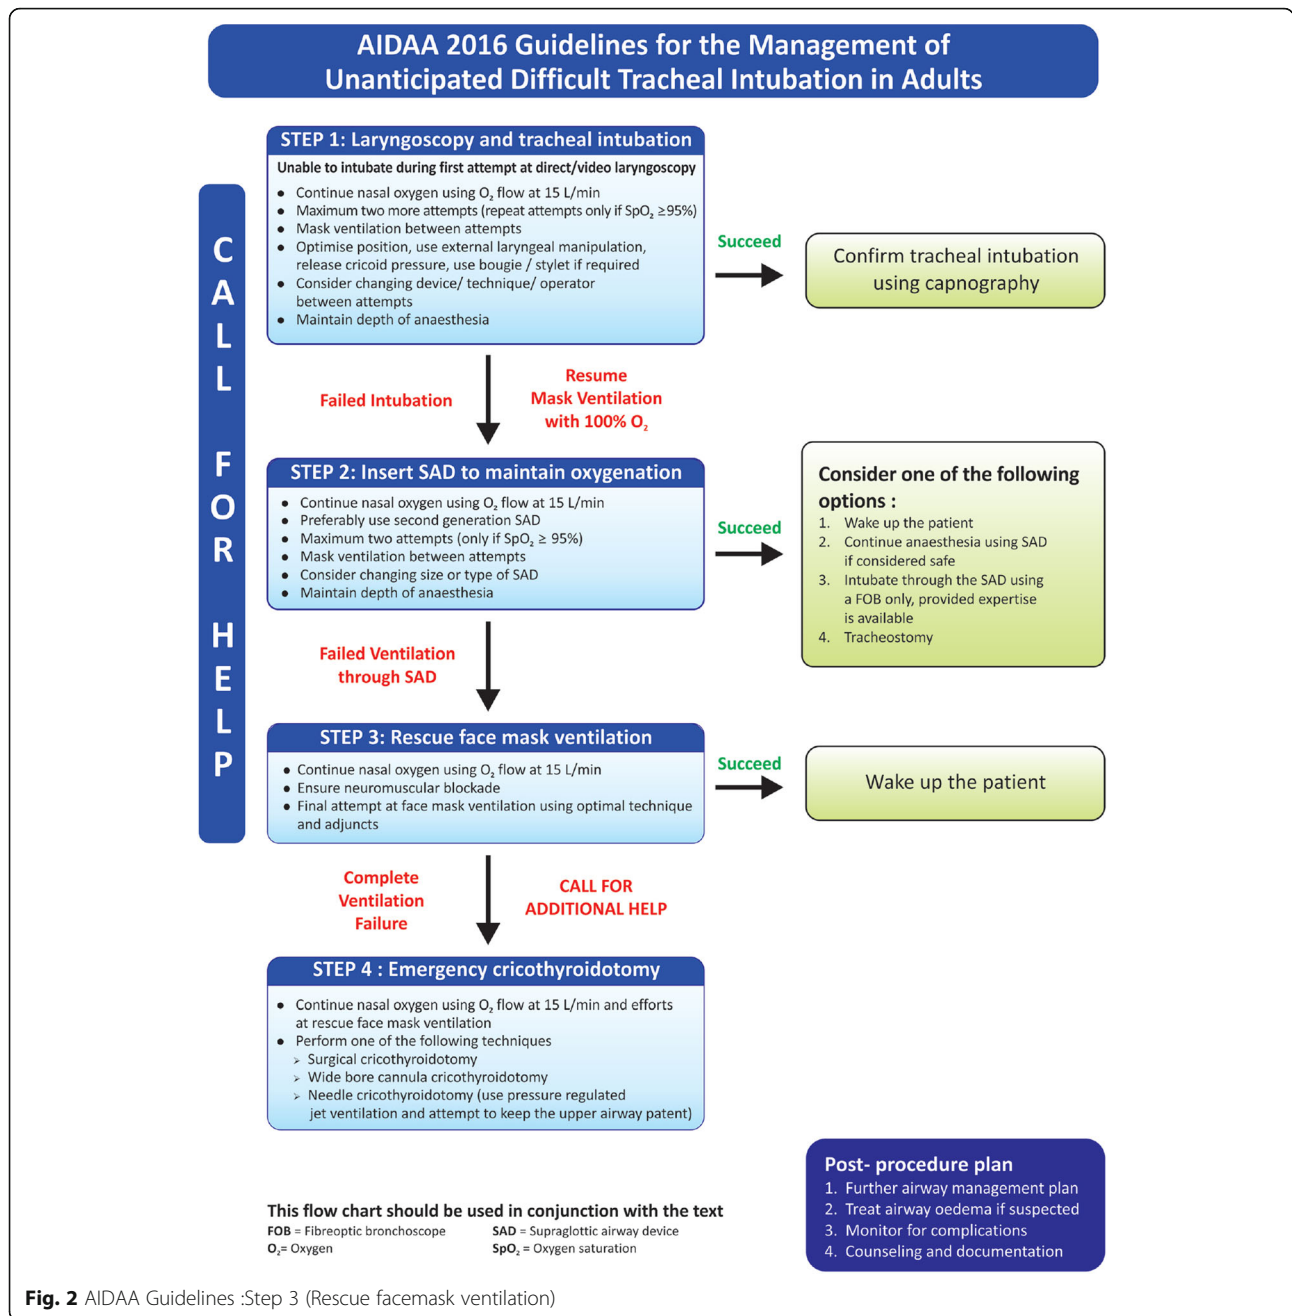 AIDAA 2016 Guidelines for the Management of
Unanticipated Difficult Tracheal Intubation in Adults
CALL FOR HELP
STEP 1: Laryngoscopy and tracheal intubation
Unable to intubate during first attempt at direct/video laryngoscopy
● Continue nasal oxygen using O₂ flow at 15 L/min
● Maximum two more attempts (repeat attempts only if SpO₂ ≥95%)
● Mask ventilation between attempts
● Optimise position, use external laryngeal manipulation,
release cricoid pressure, use bougie / stylet if required
● Consider changing device/ technique/ operator
between attempts
● Maintain depth of anaesthesia
Succeed
Confirm tracheal intubation
using capnography
Failed Intubation
Resume
Mask Ventilation
with 100% O₂
STEP 2: Insert SAD to maintain oxygenation
● Continue nasal oxygen using O₂ flow at 15 L/min
● Preferably use second generation SAD
● Maximum two attempts (only if SpO₂ ≥ 95%)
● Mask ventilation between attempts
● Consider changing size or type of SAD
● Maintain depth of anaesthesia
Succeed
Consider one of the following
options :
1. Wake up the patient
2. Continue anaesthesia using SAD
if considered safe
3. Intubate through the SAD using
a FOB only, provided expertise
is available
4. Tracheostomy
Failed Ventilation
through SAD
STEP 3: Rescue face mask ventilation
● Continue nasal oxygen using O₂ flow at 15 L/min
● Ensure neuromuscular blockade
● Final attempt at face mask ventilation using optimal technique
and adjuncts
Succeed
Wake up the patient
Complete
Ventilation
Failure
CALL FOR
ADDITIONAL HELP
STEP 4 : Emergency cricothyroidotomy
● Continue nasal oxygen using O₂ flow at 15 L/min and efforts
at rescue face mask ventilation
● Perform one of the following techniques
➢ Surgical cricothyroidotomy
➢ Wide bore cannula cricothyroidotomy
➢ Needle cricothyroidotomy (use pressure regulated
jet ventilation and attempt to keep the upper airway patent)
Post- procedure plan
1. Further airway management plan
2. Treat airway oedema if suspected
3. Monitor for complications
4. Counseling and documentation
This flow chart should be used in conjunction with the text
FOB = Fibreoptic bronchoscope SAD = Supraglottic airway device
O₂= Oxygen SpO₂ = Oxygen saturation
Fig. 2 AIDAA Guidelines :Step 3 (Rescue facemask ventilation)